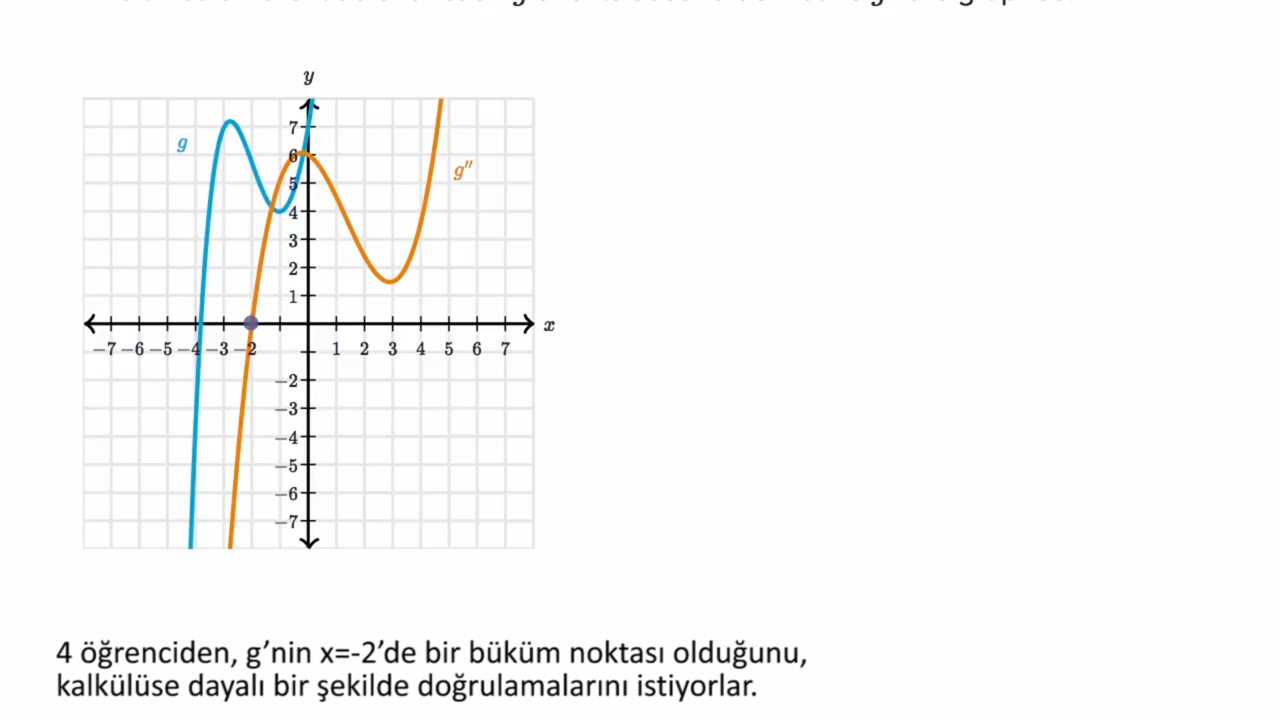 y
g
g″
x
7
6
5
4
3
2
1
−7 −6 −5 −4 −3 −2 1 2 3 4 5 6 7
−2
−3
−4
−5
−6
−7
4 öğrenciden, g’nin x=-2’de bir büküm noktası olduğunu,
kalkülüse dayalı bir şekilde doğrulamalarını istiyorlar.